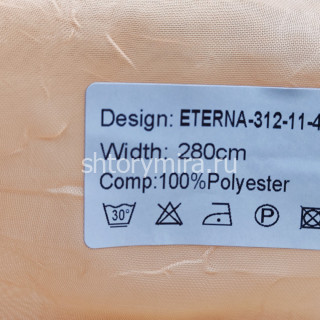 Design: ETERNA-312-11-4
Width: 280cm
shtorymira.ru
Comp:100%Polyester
30°
P